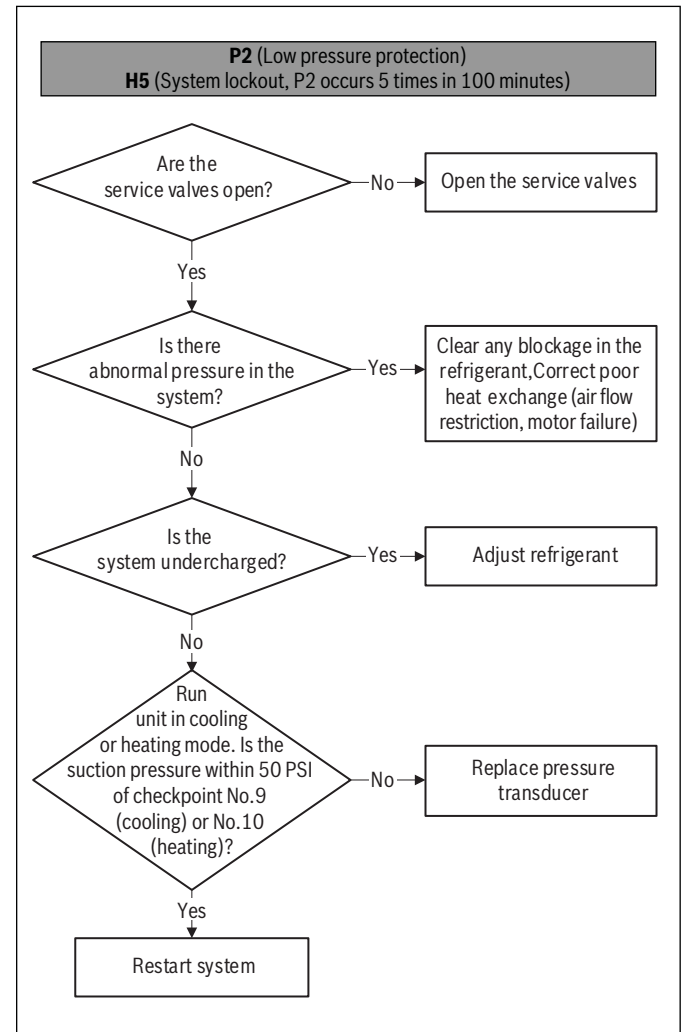 P2 (Low pressure protection)
H5 (System lockout, P2 occurs 5 times in 100 minutes)
Are the
service valves open?
No
Open the service valves
Yes
Is there
abnormal pressure in the
system?
Yes
Clear any blockage in the
refrigerant,Correct poor
heat exchange (air flow
restriction, motor failure)
No
Is the
system undercharged?
Yes
Adjust refrigerant
No
Run
unit in cooling
or heating mode. Is the
suction pressure within 50 PSI
of checkpoint No.9
(cooling) or No.10
(heating)?
No
Replace pressure
transducer
Yes
Restart system